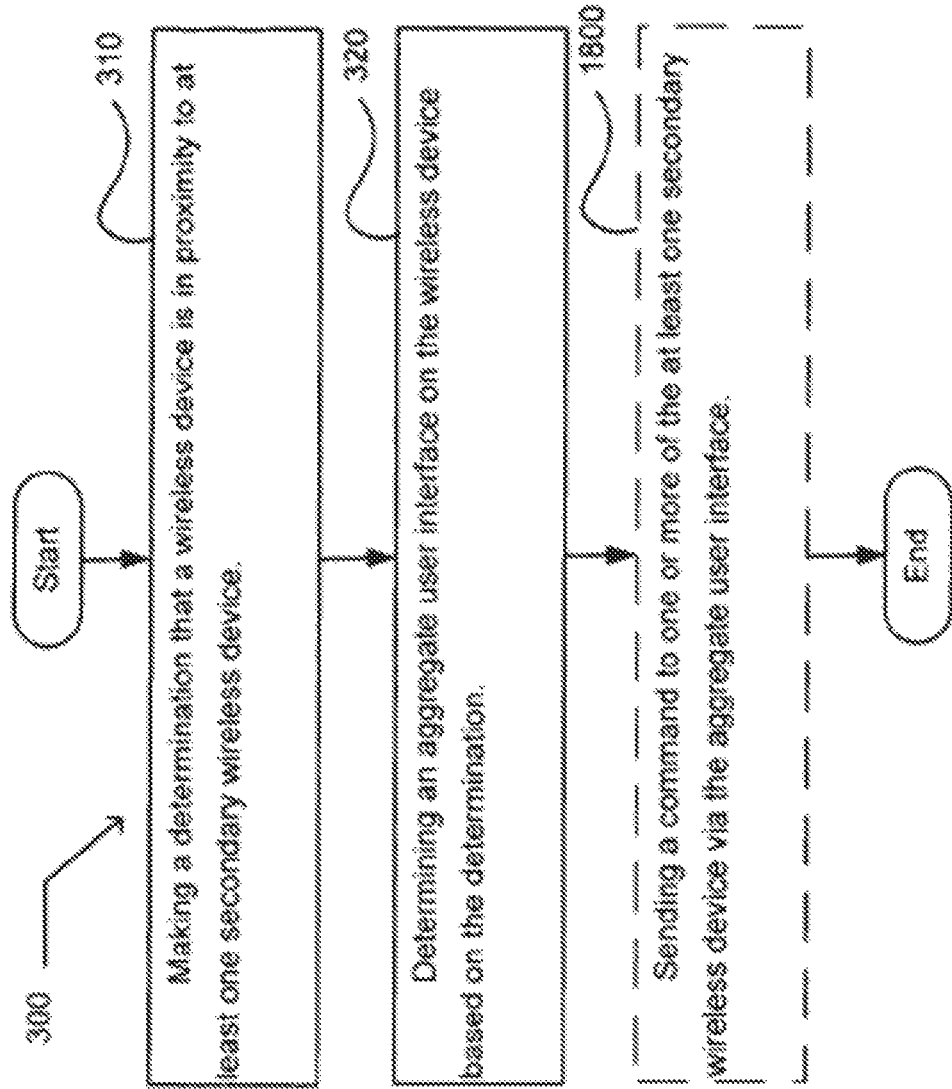 300
Start
310
Making a determination that a wireless device is in proximity to at
least one secondary wireless device.
320
Determining an aggregate user interface on the wireless device
based on the determination.
1800
Sending a command to one or more of the at least one secondary
wireless device via the aggregate user interface.
End